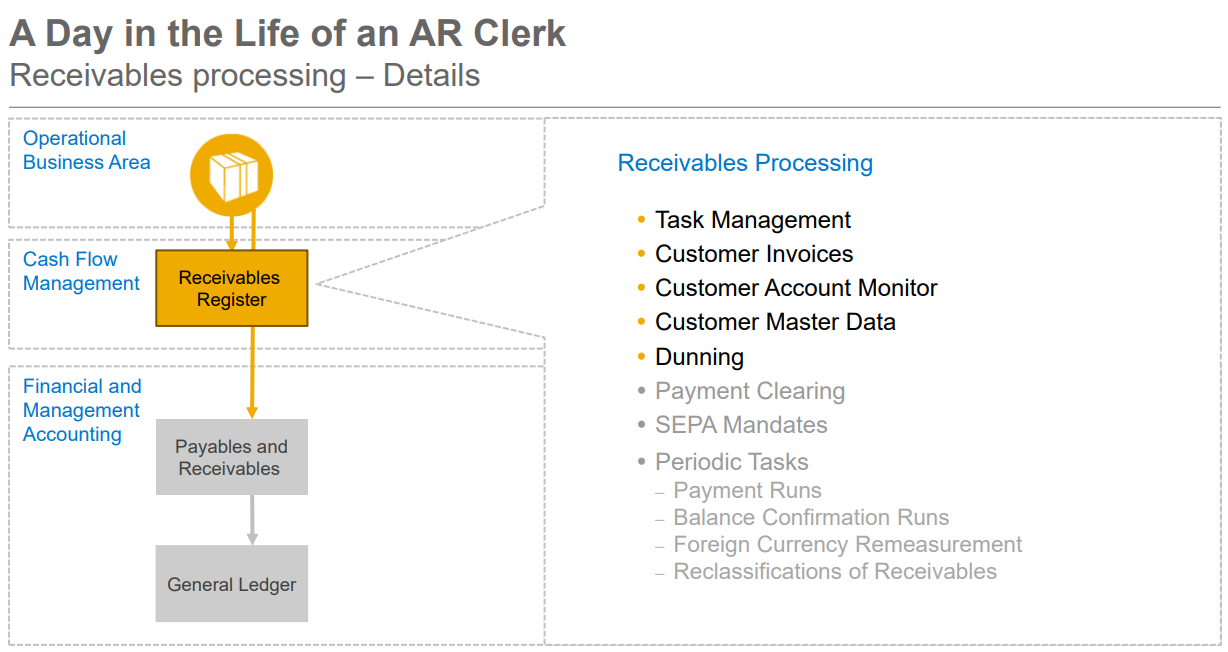 A Day in the Life of an AR Clerk
Receivables processing – Details
Operational
Business Area
Cash Flow
Management
Receivables
Register
Financial and
Management
Accounting
Payables and
Receivables
General Ledger
Receivables Processing
• Task Management
• Customer Invoices
• Customer Account Monitor
• Customer Master Data
• Dunning
• Payment Clearing
• SEPA Mandates
• Periodic Tasks
– Payment Runs
– Balance Confirmation Runs
– Foreign Currency Remeasurement
– Reclassifications of Receivables